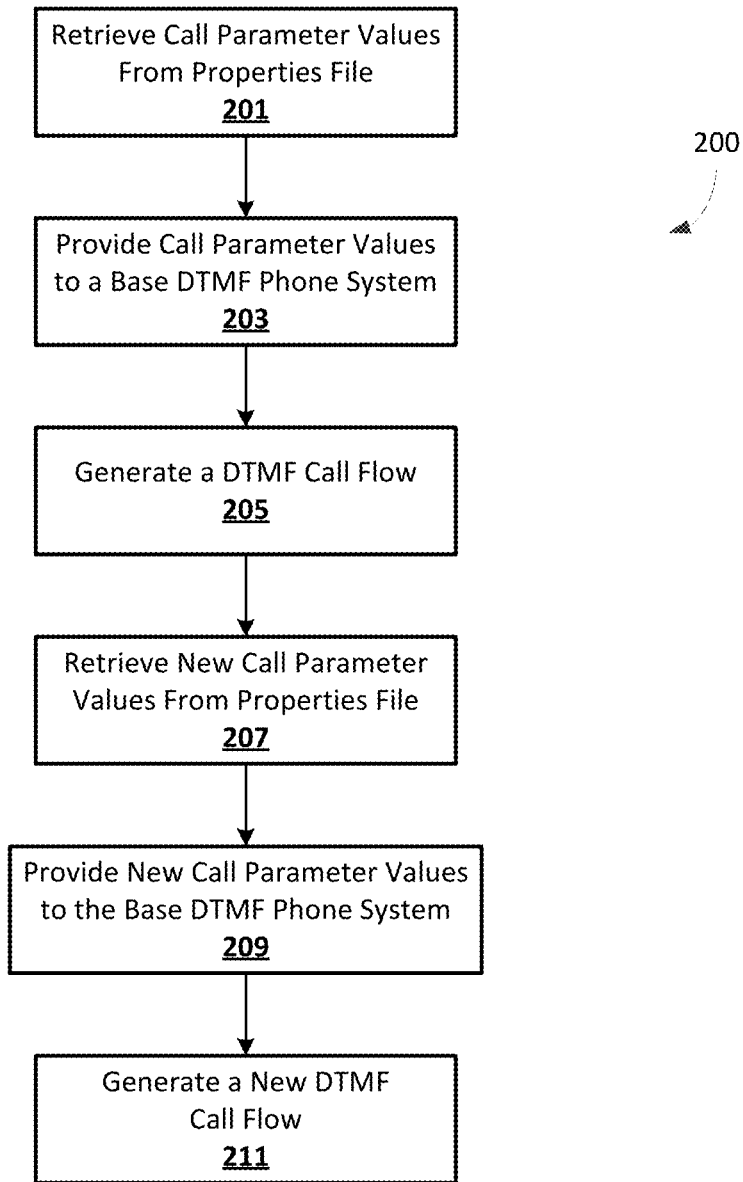 Retrieve Call Parameter Values
From Properties File
201
200
Provide Call Parameter Values
to a Base DTMF Phone System
203
Generate a DTMF Call Flow
205
Retrieve New Call Parameter
Values From Properties File
207
Provide New Call Parameter Values
to the Base DTMF Phone System
209
Generate a New DTMF
Call Flow
211